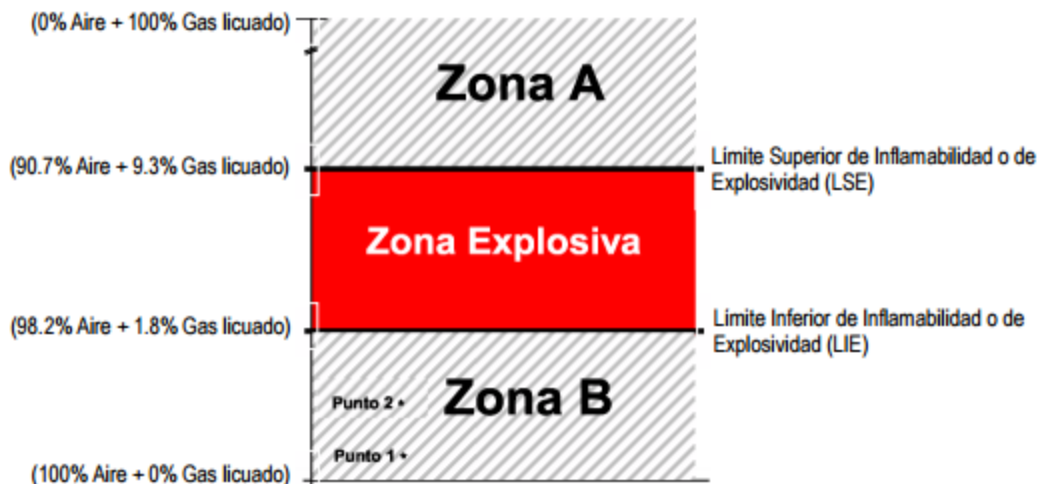 (0% Aire + 100% Gas licuado)
Zona A
(90.7% Aire + 9.3% Gas licuado)
Limite Superior de Inflamabilidad o de
Explosividad (LSE)
Zona Explosiva
(98.2% Aire + 1.8% Gas licuado)
Limite Inferior de Inflamabilidad o de
Explosividad (LIE)
Punto 2
Zona B
Punto 1
(100% Aire + 0% Gas licuado)